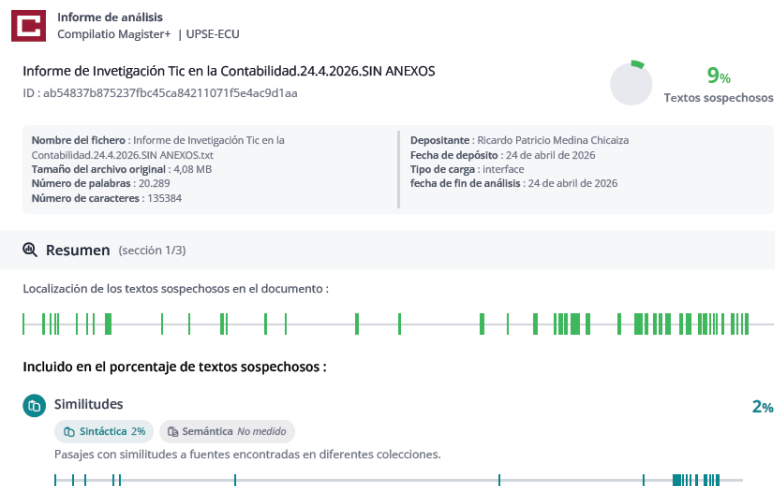 Informe de análisis
Compilatio Magister+ | UPSE-ECU
Informe de Invetigación Tic en la Contabilidad.24.4.2026.SIN ANEXOS
ID : ab54837b875237fbc45ca84211071f5e4ac9d1aa
9%
Textos sospechosos
Nombre del fichero : Informe de Invetigación Tic en la
Contabilidad.24.4.2026.SIN ANEXOS.txt
Tamaño del archivo original : 4,08 MB
Número de palabras : 20.289
Número de caracteres : 135384
Depositante : Ricardo Patricio Medina Chicaiza
Fecha de depósito : 24 de abril de 2026
Tipo de carga : interface
fecha de fin de análisis : 24 de abril de 2026
Resumen (sección 1/3)
Localización de los textos sospechosos en el documento :
Incluido en el porcentaje de textos sospechosos :
Similitudes
2%
Sintáctica 2% Semántica No medido
Pasajes con similitudes a fuentes encontradas en diferentes colecciones.